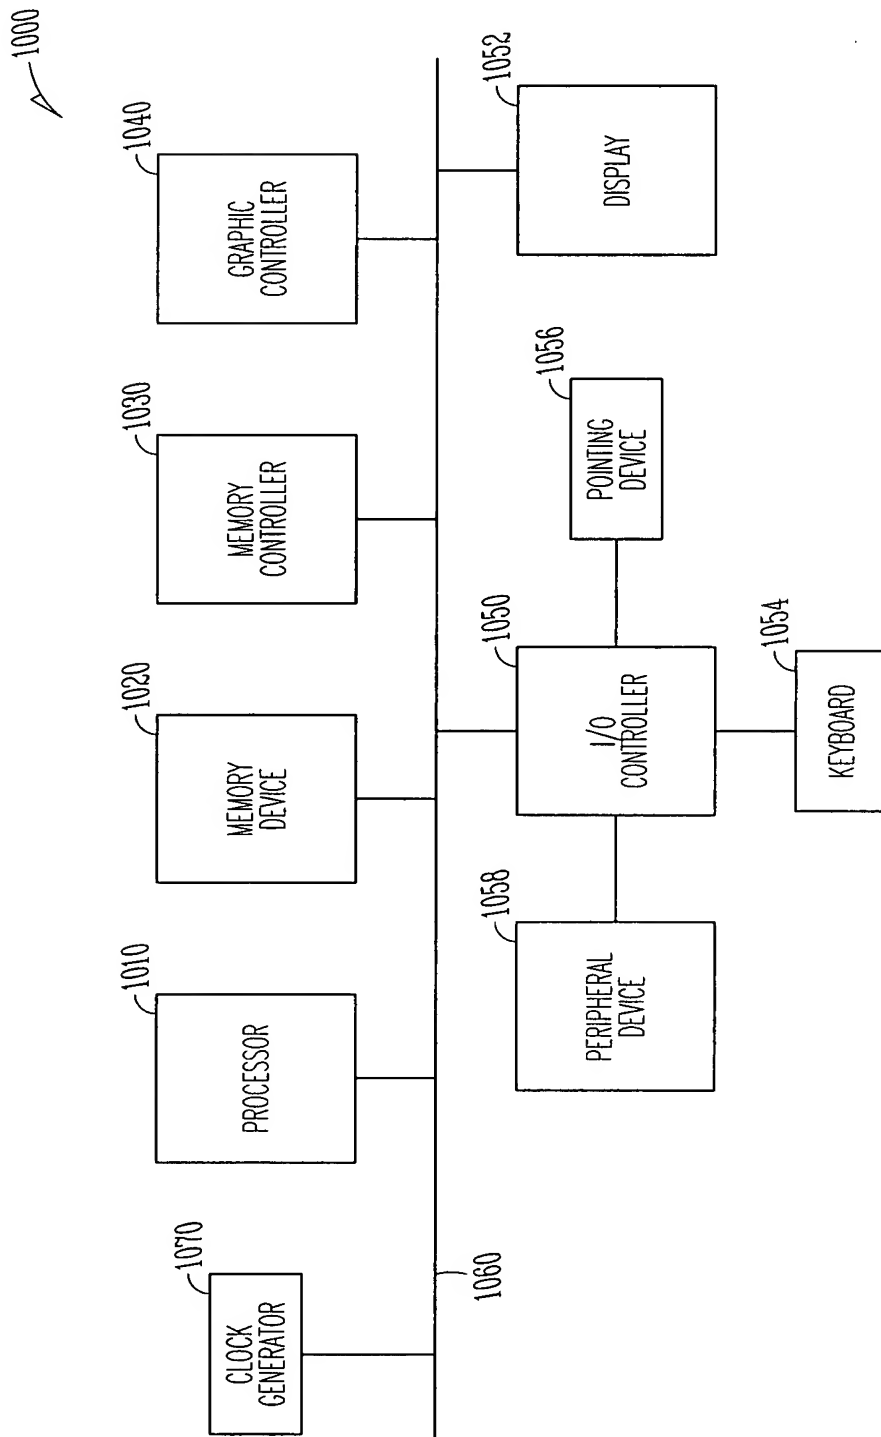 1000
1070
CLOCK
GENERATOR
1010
PROCESSOR
1020
MEMORY
DEVICE
1030
MEMORY
CONTROLLER
1040
GRAPHIC
CONTROLLER
1060
1058
PERIPHERAL
DEVICE
1050
I/O
CONTROLLER
1056
POINTING
DEVICE
1052
DISPLAY
1054
KEYBOARD